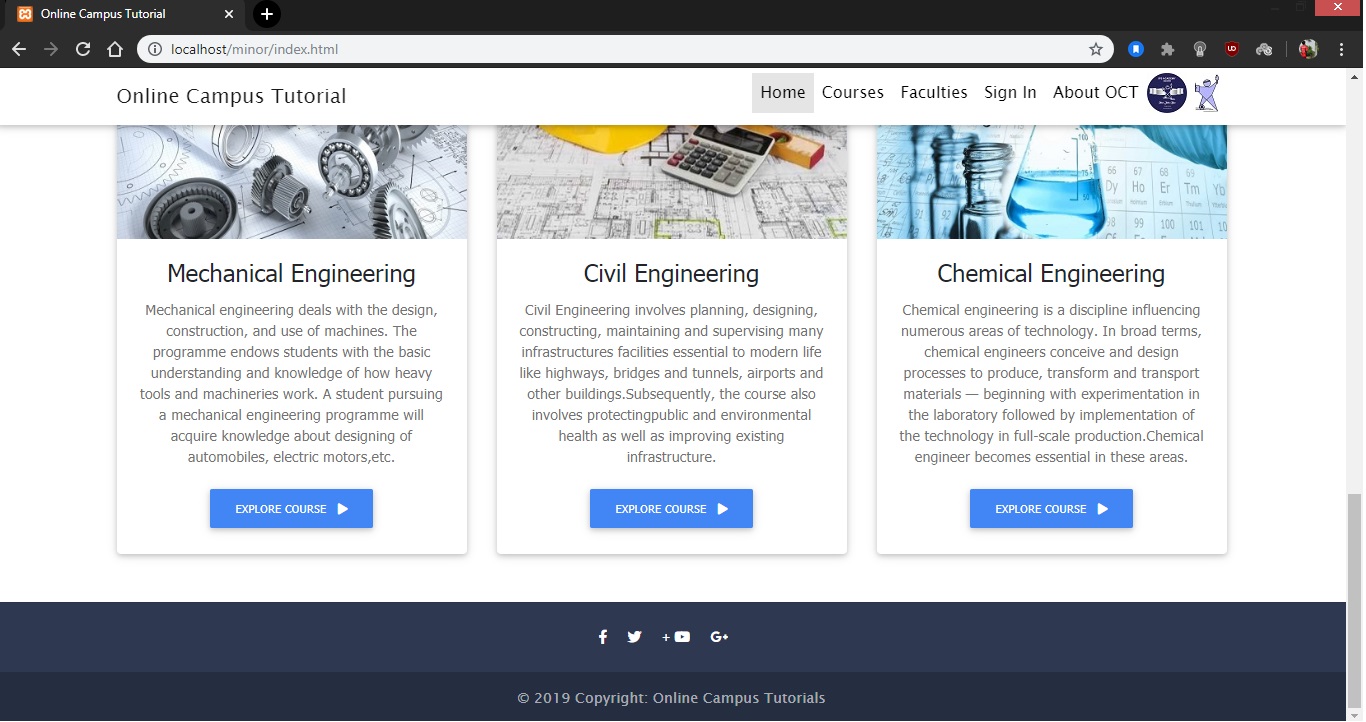 Online Campus Tutorial
localhost/minor/index.html
UD
Online Campus Tutorial
Home Courses Faculties Sign In About OCT
66 67 68 69
Dy Ho Er Tm Yb
98 99 100 101
Cf Es
100
Mechanical Engineering
Mechanical engineering deals with the design,
construction, and use of machines. The
programme endows students with the basic
understanding and knowledge of how heavy
tools and machineries work. A student pursuing
a mechanical engineering programme will
acquire knowledge about designing of
automobiles, electric motors,etc.
EXPLORE COURSE
Civil Engineering
Civil Engineering involves planning, designing,
constructing, maintaining and supervising many
infrastructures facilities essential to modern life
like highways, bridges and tunnels, airports and
other buildings.Subsequently, the course also
involves protectingpublic and environmental
health as well as improving existing
infrastructure.
EXPLORE COURSE
Chemical Engineering
Chemical engineering is a discipline influencing
numerous areas of technology. In broad terms,
chemical engineers conceive and design
processes to produce, transform and transport
materials — beginning with experimentation in
the laboratory followed by implementation of
the technology in full-scale production.Chemical
engineer becomes essential in these areas.
EXPLORE COURSE
+
© 2019 Copyright: Online Campus Tutorials